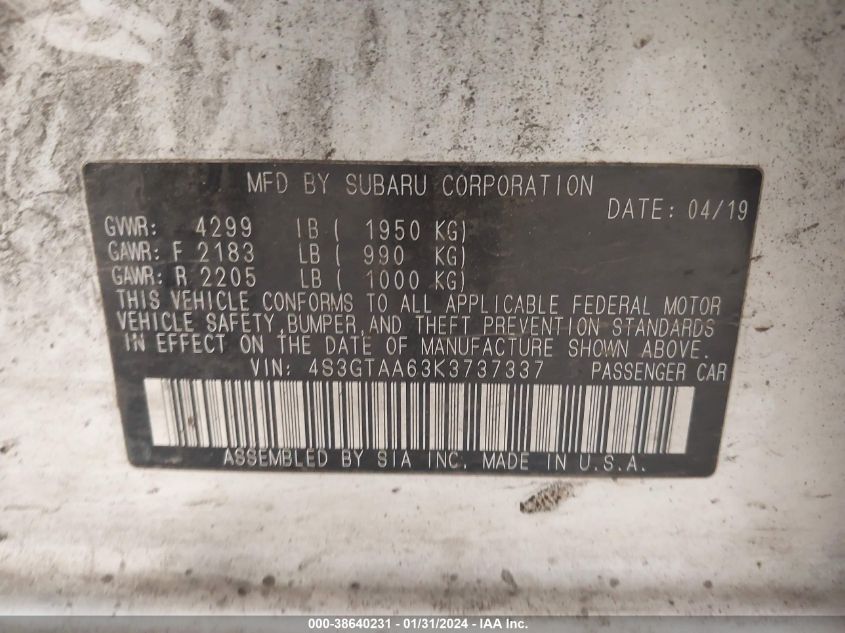 MFD BY SUBARU CORPORATION
DATE: 04/19
GVWR: 4299 LB ( 1950 KG)
GAWR: F 2183 LB ( 990 KG)
GAWR: R 2205 LB ( 1000 KG)
THIS VEHICLE CONFORMS TO ALL APPLICABLE FEDERAL MOTOR
VEHICLE SAFETY,BUMPER,AND THEFT PREVENTION STANDARDS
IN EFFECT ON THE DATE OF MANUFACTURE SHOWN ABOVE.
VIN: 4S3GTAA63K3737337 PASSENGER CAR
ASSEMBLED BY SIA INC. MADE IN U.S.A.
000-38640231 - 01/31/2024 - IAA Inc.